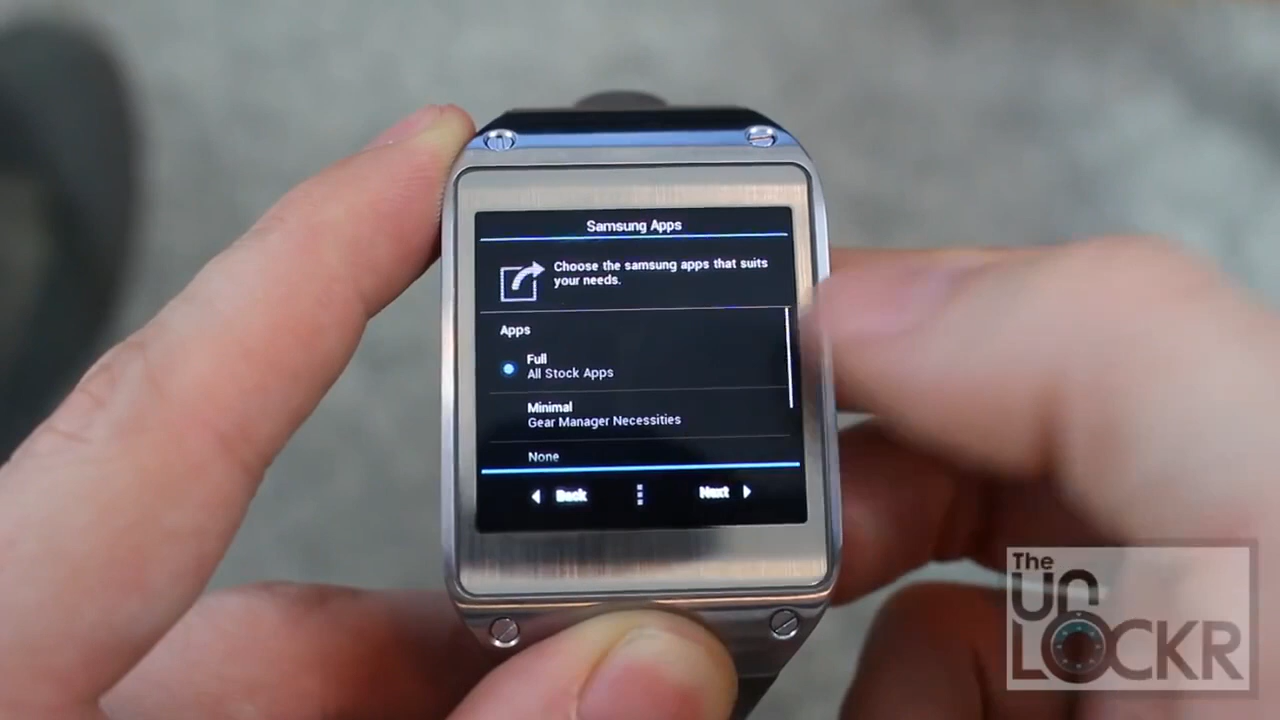 Samsung Apps
Choose the samsung apps that suits
your needs.
Apps
Full
All Stock Apps
Minimal
Gear Manager Necessities
None
Back
Next
The
UN
LOCKR